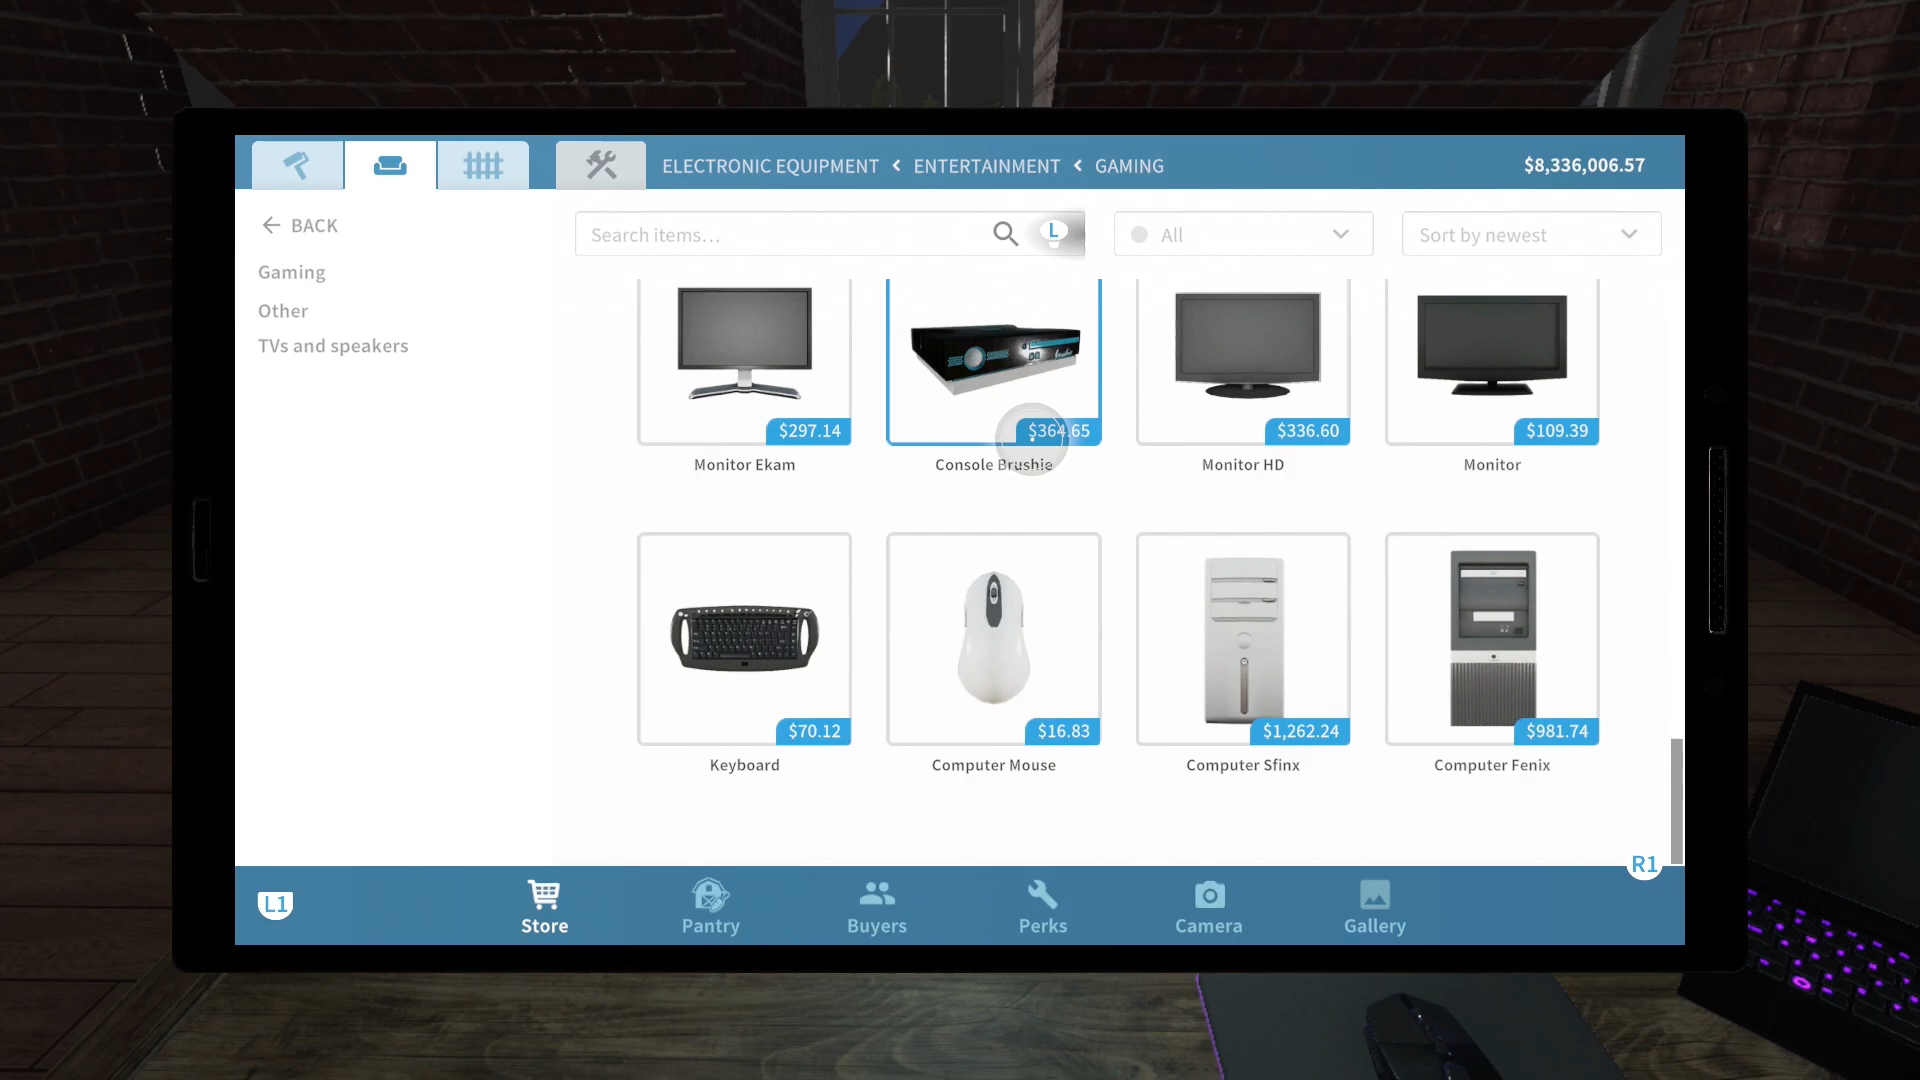 ELECTRONIC EQUIPMENT < ENTERTAINMENT < GAMING
$8,336,006.57
BACK
Search items...
L
All
Sort by newest
Gaming
Other
TVs and speakers
$297.14
$364.65
$336.60
$109.39
Monitor Ekam
Console Brushie
Monitor HD
Monitor
$70.12
$16.83
$1,262.24
$981.74
Keyboard
Computer Mouse
Computer Sfinx
Computer Fenix
R1
L1
Store
Pantry
Buyers
Perks
Camera
Gallery